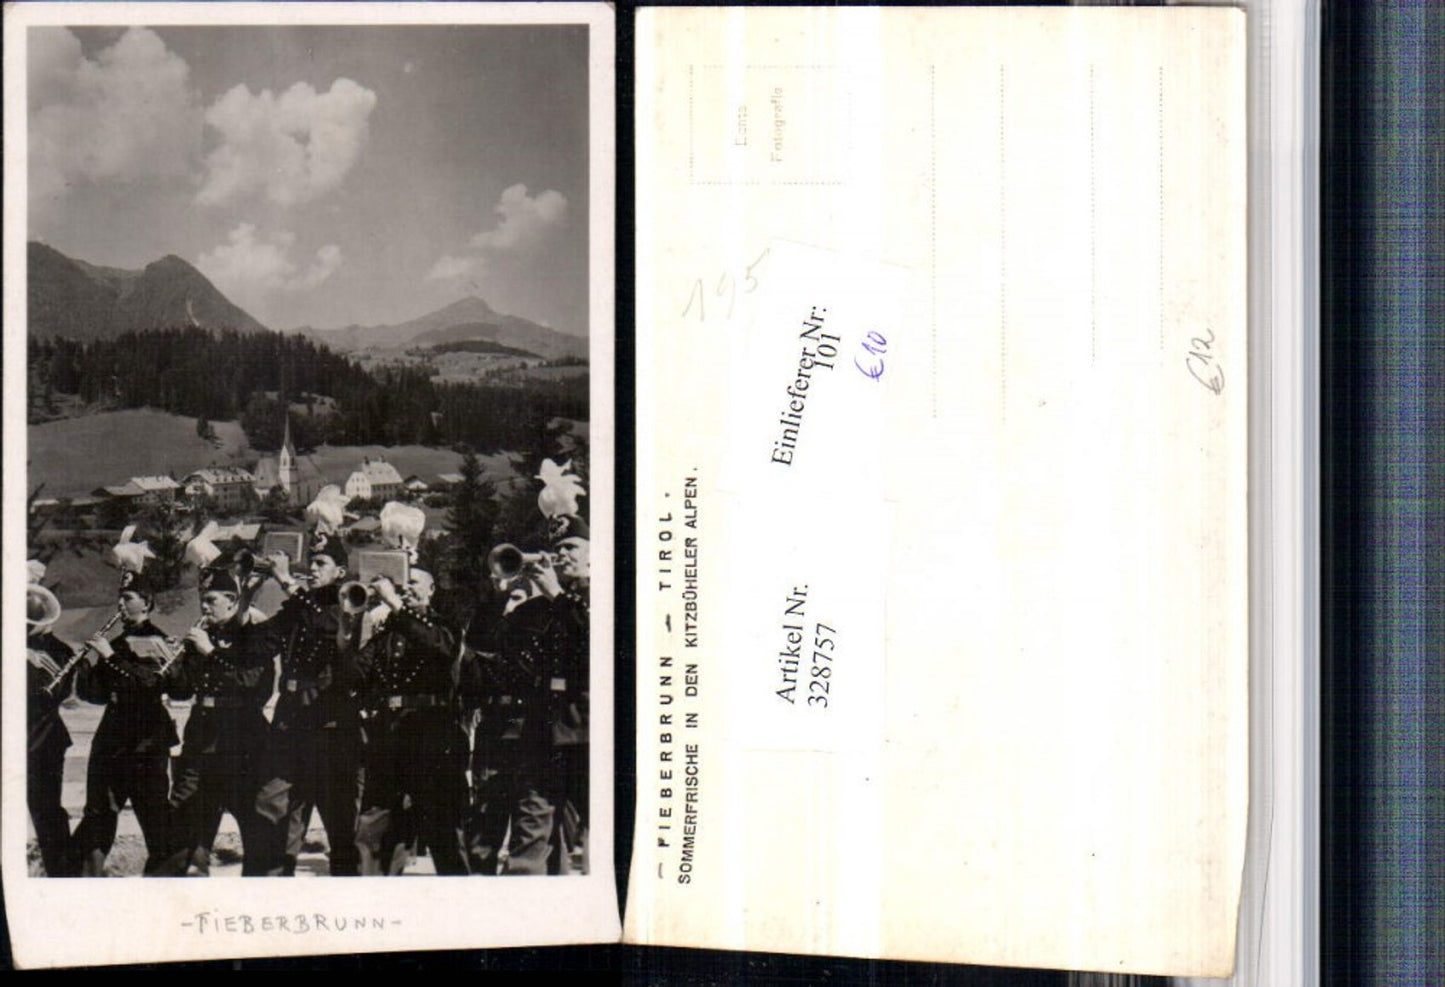 -FIEBERBRUNN-
— FIEBERBRUNN — TIROL.
SOMMERFRISCHE IN DEN KITZBÜHELER ALPEN.
Echte
Fotografie
195
Einlieferer Nr:
101
€10
Artikel Nr.
328757
€12